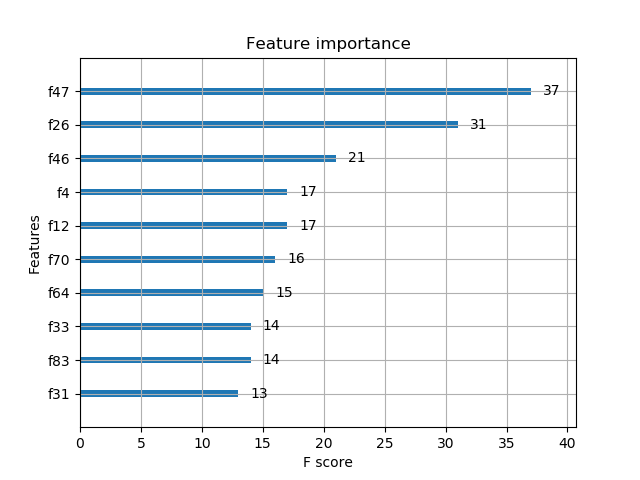 Feature importance
Features
f47 37
f26 31
f46 21
f4 17
f12 17
f70 16
f64 15
f33 14
f83 14
f31 13
0 5 10 15 20 25 30 35 40
F score